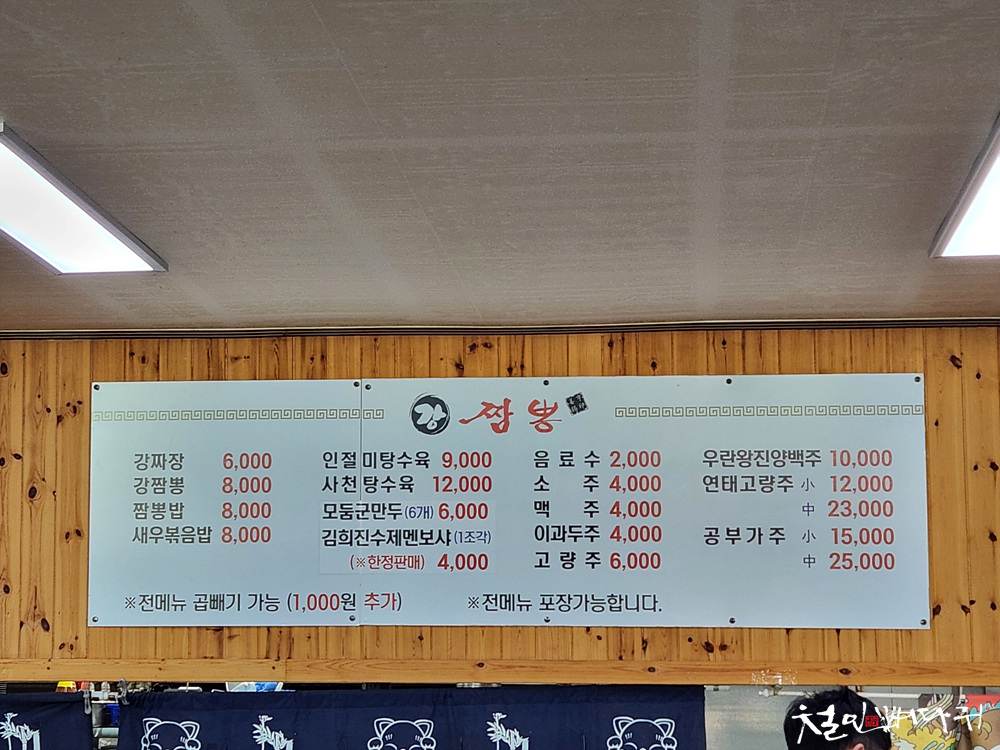 강 짬뽕
강짜장 6,000
강짬뽕 8,000
짬뽕밥 8,000
새우볶음밥 8,000
인절미탕수육 9,000
사천탕수육 12,000
모둠군만두(6개) 6,000
김희진수제멘보샤(1조각)
(※한정판매) 4,000
음료수 2,000
소주 4,000
맥주 4,000
이과두주 4,000
고량주 6,000
우란왕진양백주 10,000
연태고량주 小 12,000
中 23,000
공부가주 小 15,000
中 25,000
※전메뉴 곱빼기 가능 (1,000원 추가)
※전메뉴 포장가능합니다.